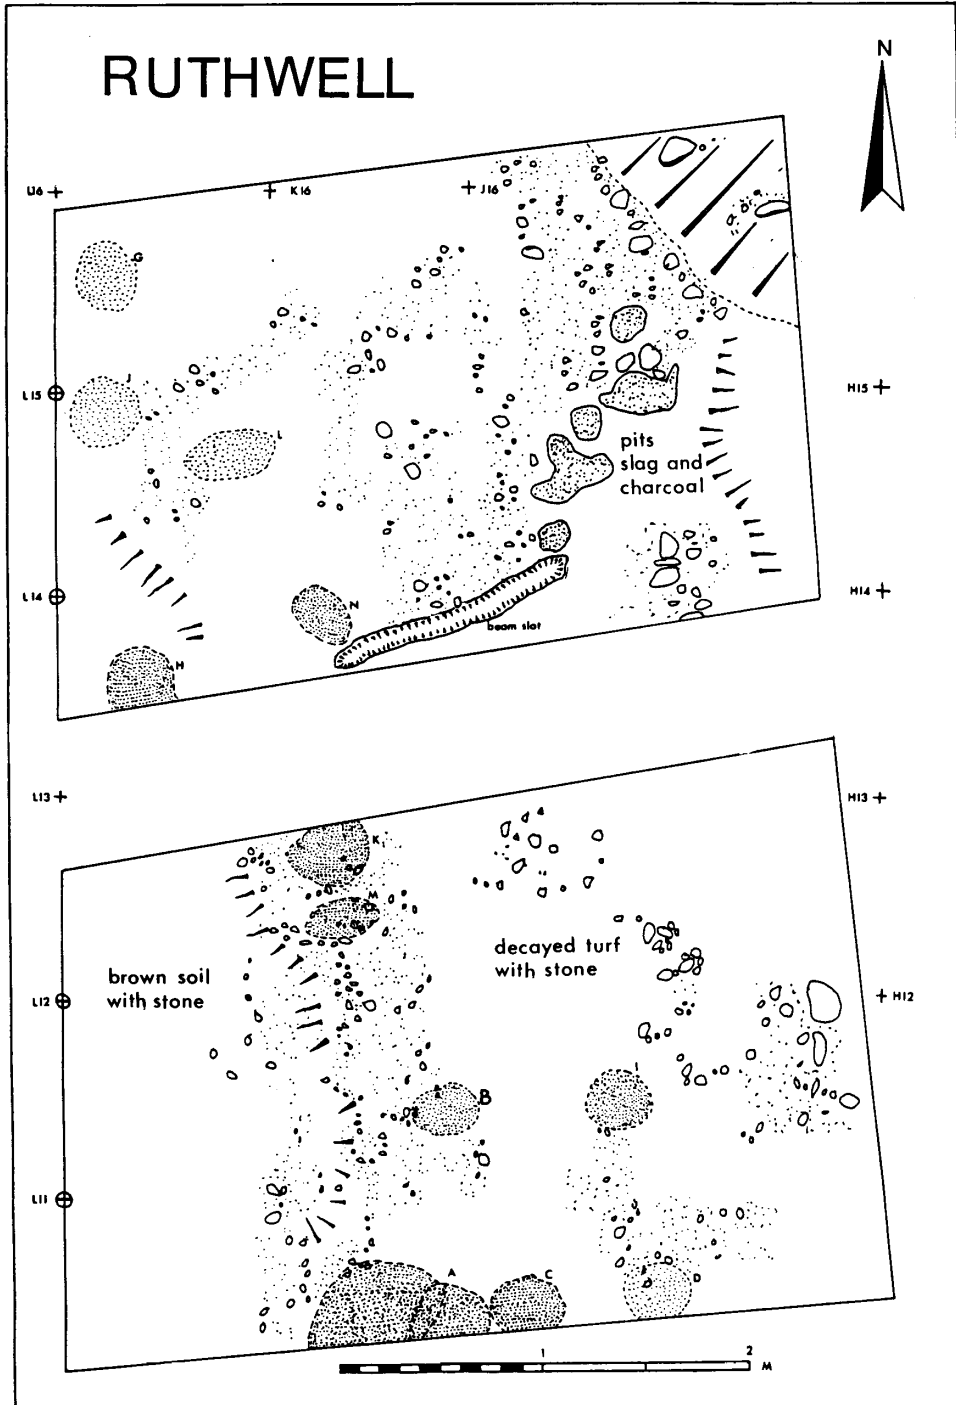 RUTHWELL
N
L16
K16
J16
G
J
L15
H15
L
pits
slag and
charcoal
L14
N
H14
beam slot
H
L13
H13
K
M
decayed turf
with stone
brown soil
with stone
L12
H12
B
I
L11
A
C
D
1
2
M